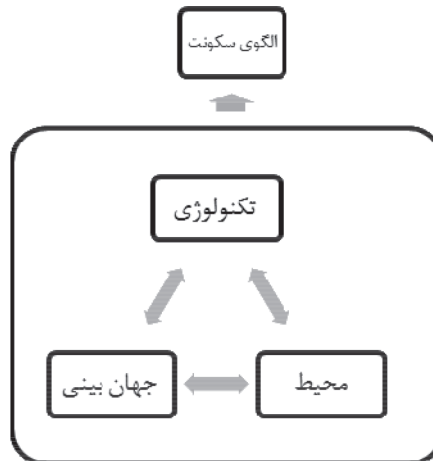 الگوی سکونت
تکنولوژی
محیط
جهان بینی